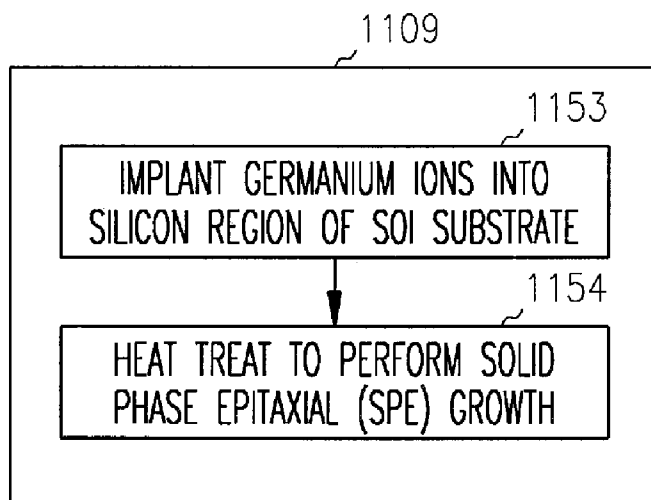 1109
1153
IMPLANT GERMANIUM IONS INTO
SILICON REGION OF SOI SUBSTRATE
1154
HEAT TREAT TO PERFORM SOLID
PHASE EPITAXIAL (SPE) GROWTH